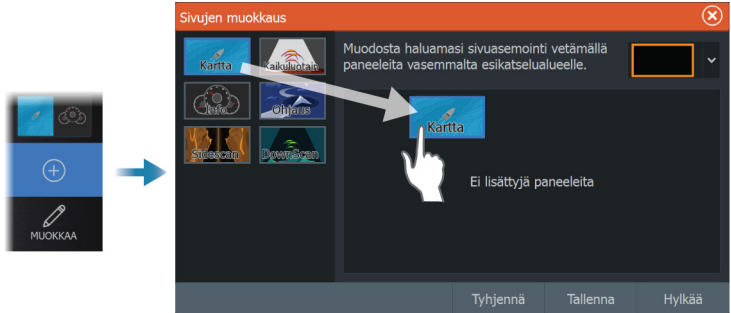 MUOKKAA
Sivujen muokkaus
Kartta
Kaikuluotain
Info
Ohjaus
Sidescan
DownScan
Muodosta haluamasi sivuasemointi vetämällä
paneeleita vasemmalta esikatselualueelle.
Kartta
Ei lisättyjä paneeleita
Tyhjennä
Tallenna
Hylkää